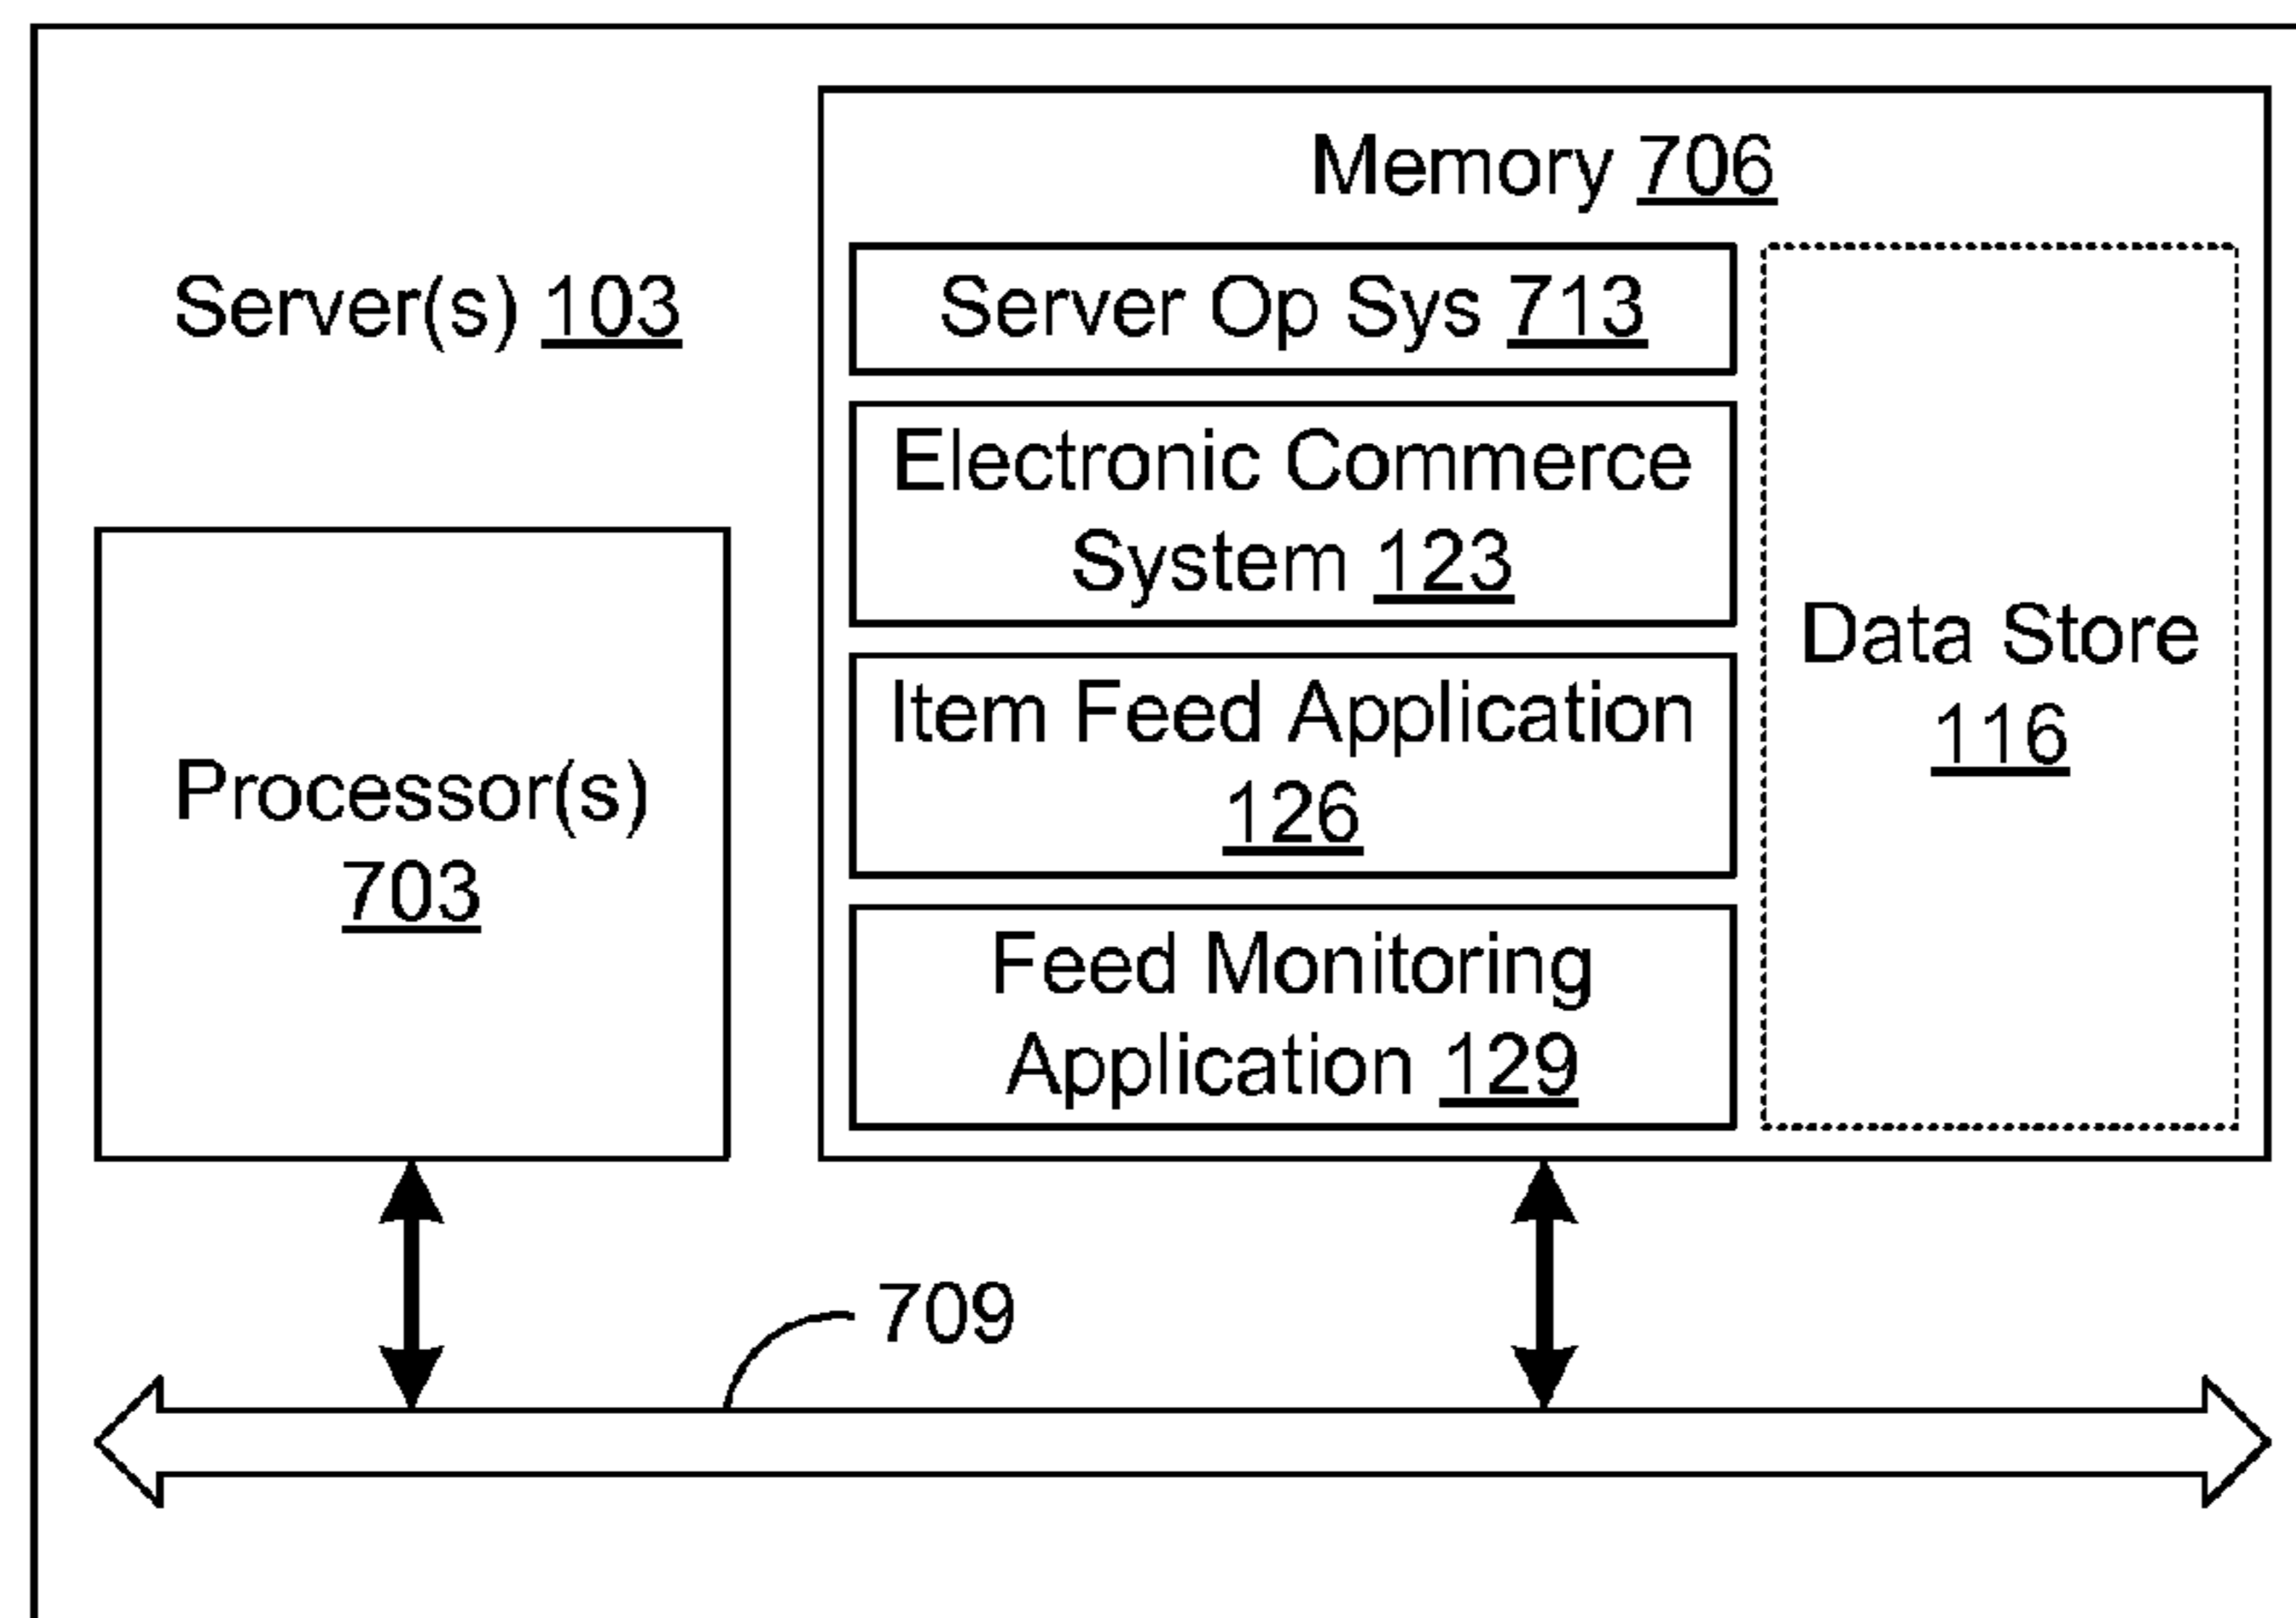 Memory 706
Server(s) 103
Server Op Sys 713
Electronic Commerce
System 123
Item Feed Application
126
Feed Monitoring
Application 129
Data Store
116
Processor(s)
703
709